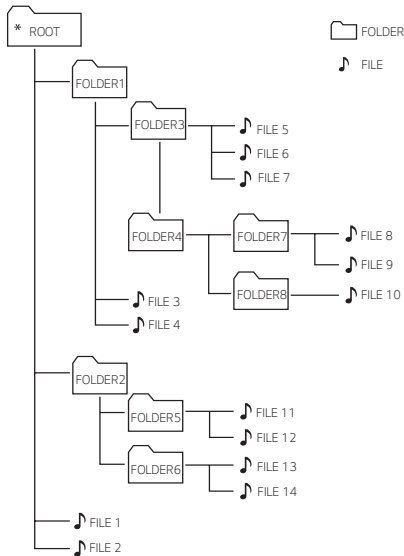 * ROOT
FOLDER
FILE
FOLDER1
FOLDER3
FILE 5
FILE 6
FILE 7
FOLDER4
FOLDER7
FILE 8
FILE 9
FOLDER8
FILE 10
FILE 3
FILE 4
FOLDER2
FOLDER5
FILE 11
FILE 12
FOLDER6
FILE 13
FILE 14
FILE 1
FILE 2